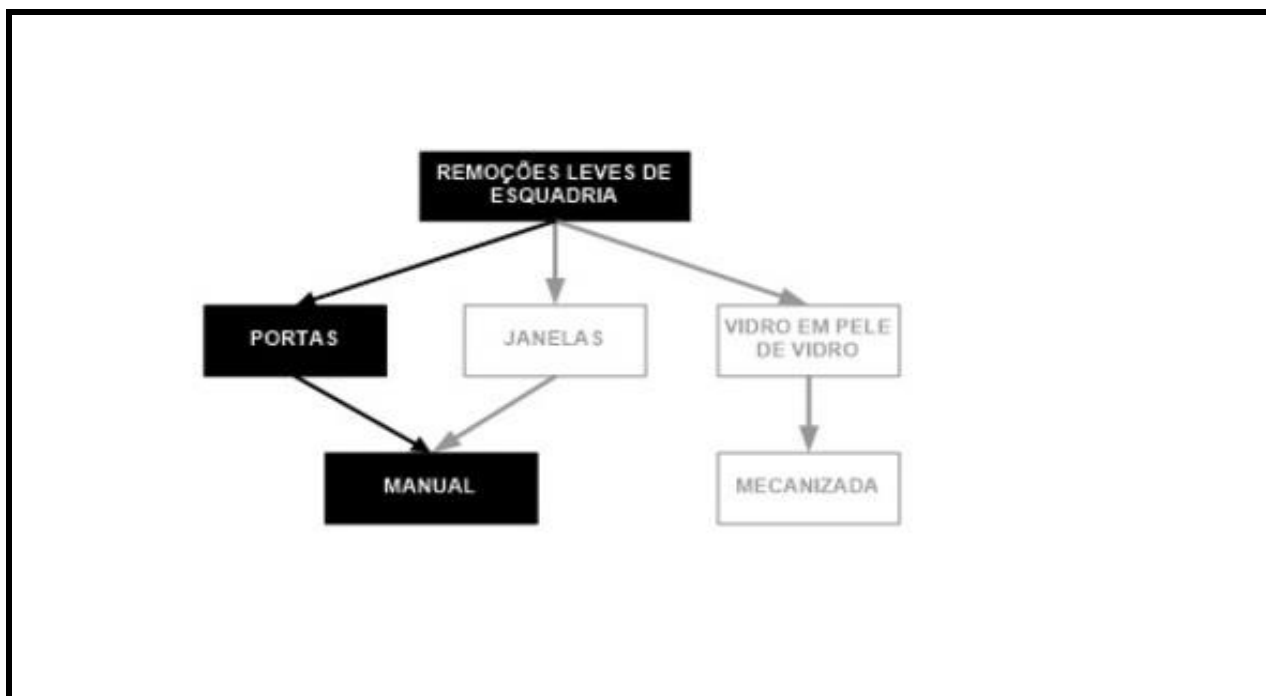 REMOÇÕES LEVES DE
ESQUADRIA
PORTAS
JANELAS
VIDRO EM PELE
DE VIDRO
MANUAL
MECANIZADA